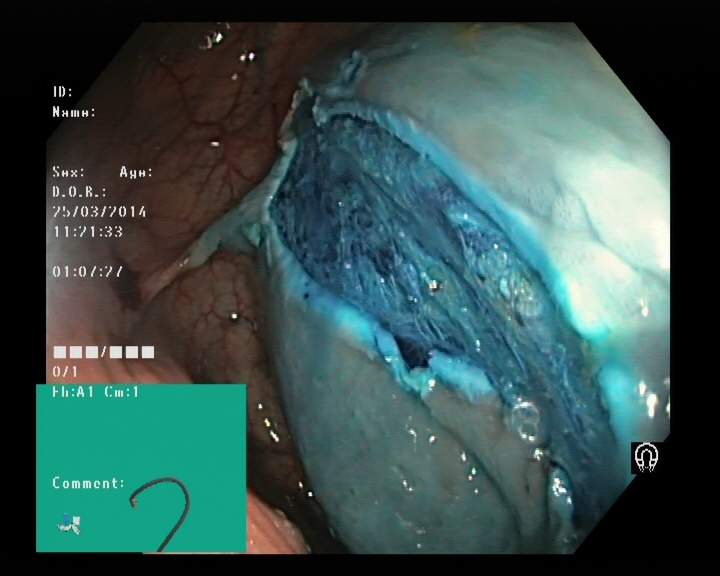 ID:
Name:
Sex: Age:
D.O.B.:
25/03/2014
11:21:33
01:07:27
■■■/■■■
0/1
Eh:A1 Cm:1
Comment: